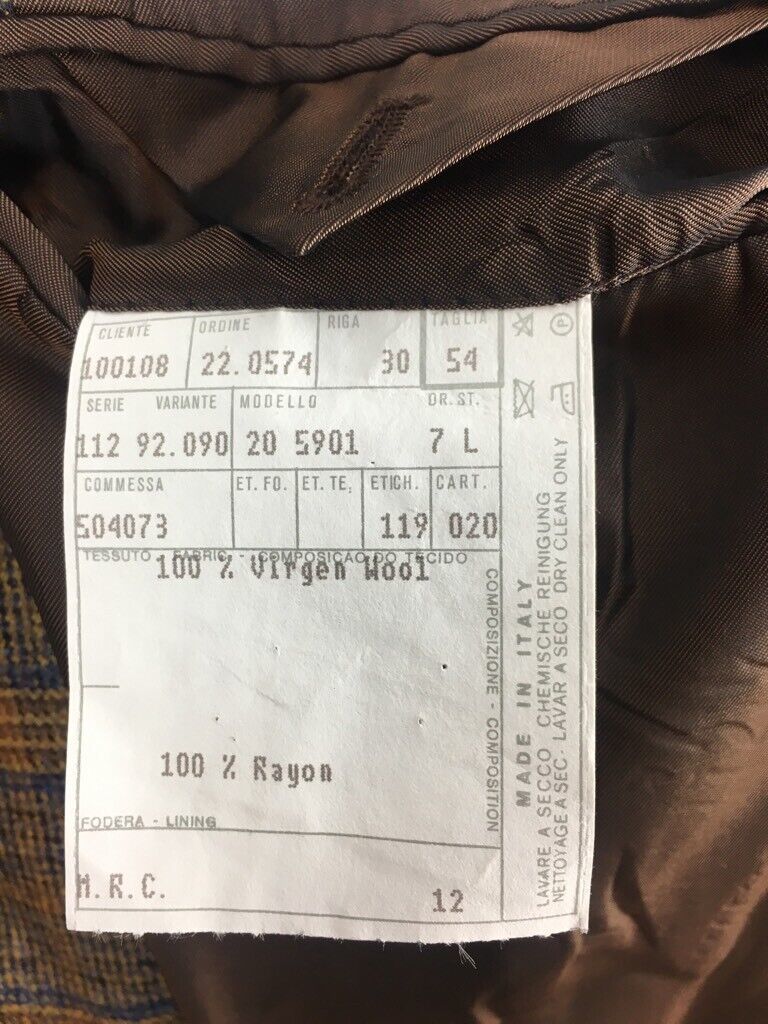 CLIENTE ORDINE RIGA TAGLIA
100108 22.0574 30 54
SERIE VARIANTE MODELLO DR.ST.
112 92.090 20 5901 7 L
COMMESSA ET. FO. ET. TE. ETICH. CART.
504073 119 020
TESSUTO - FABRIC - COMPOSIÇAO DO TECIDO
100 % Virgen Wool
COMPOSIZIONE - COMPOSITION
100 % Rayon
FODERA - LINING
M.R.C. 12
P
MADE IN ITALY
LAVARE A SECCO CHEMISCHE REINIGUNG
NETTOYAGE A SEC - LAVAR A SECO DRY CLEAN ONLY